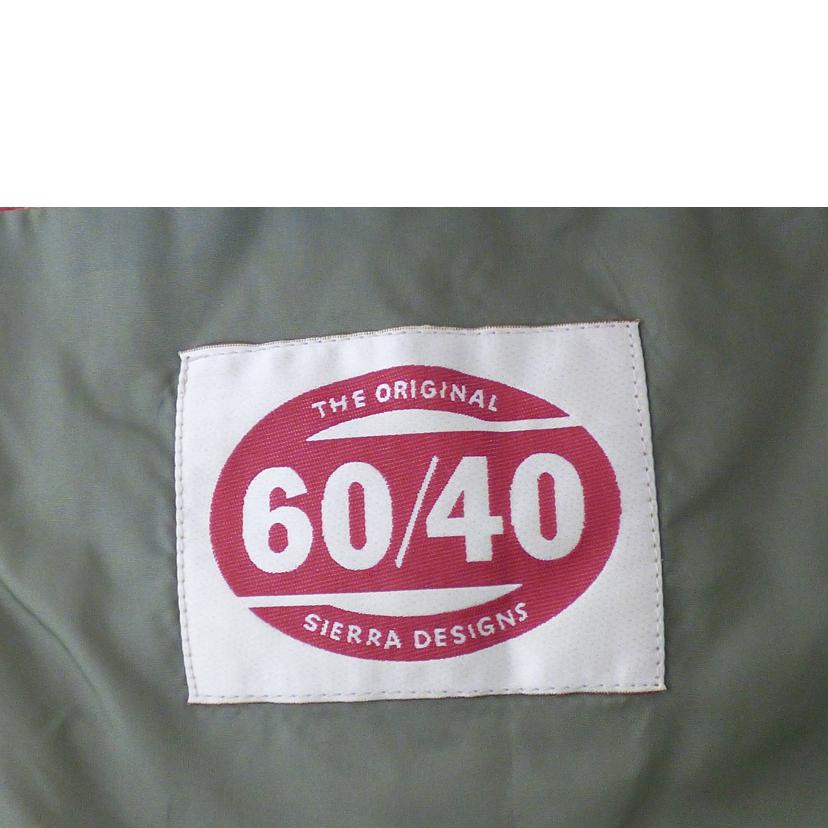 THE ORIGINAL
60/40
SIERRA DESIGNS